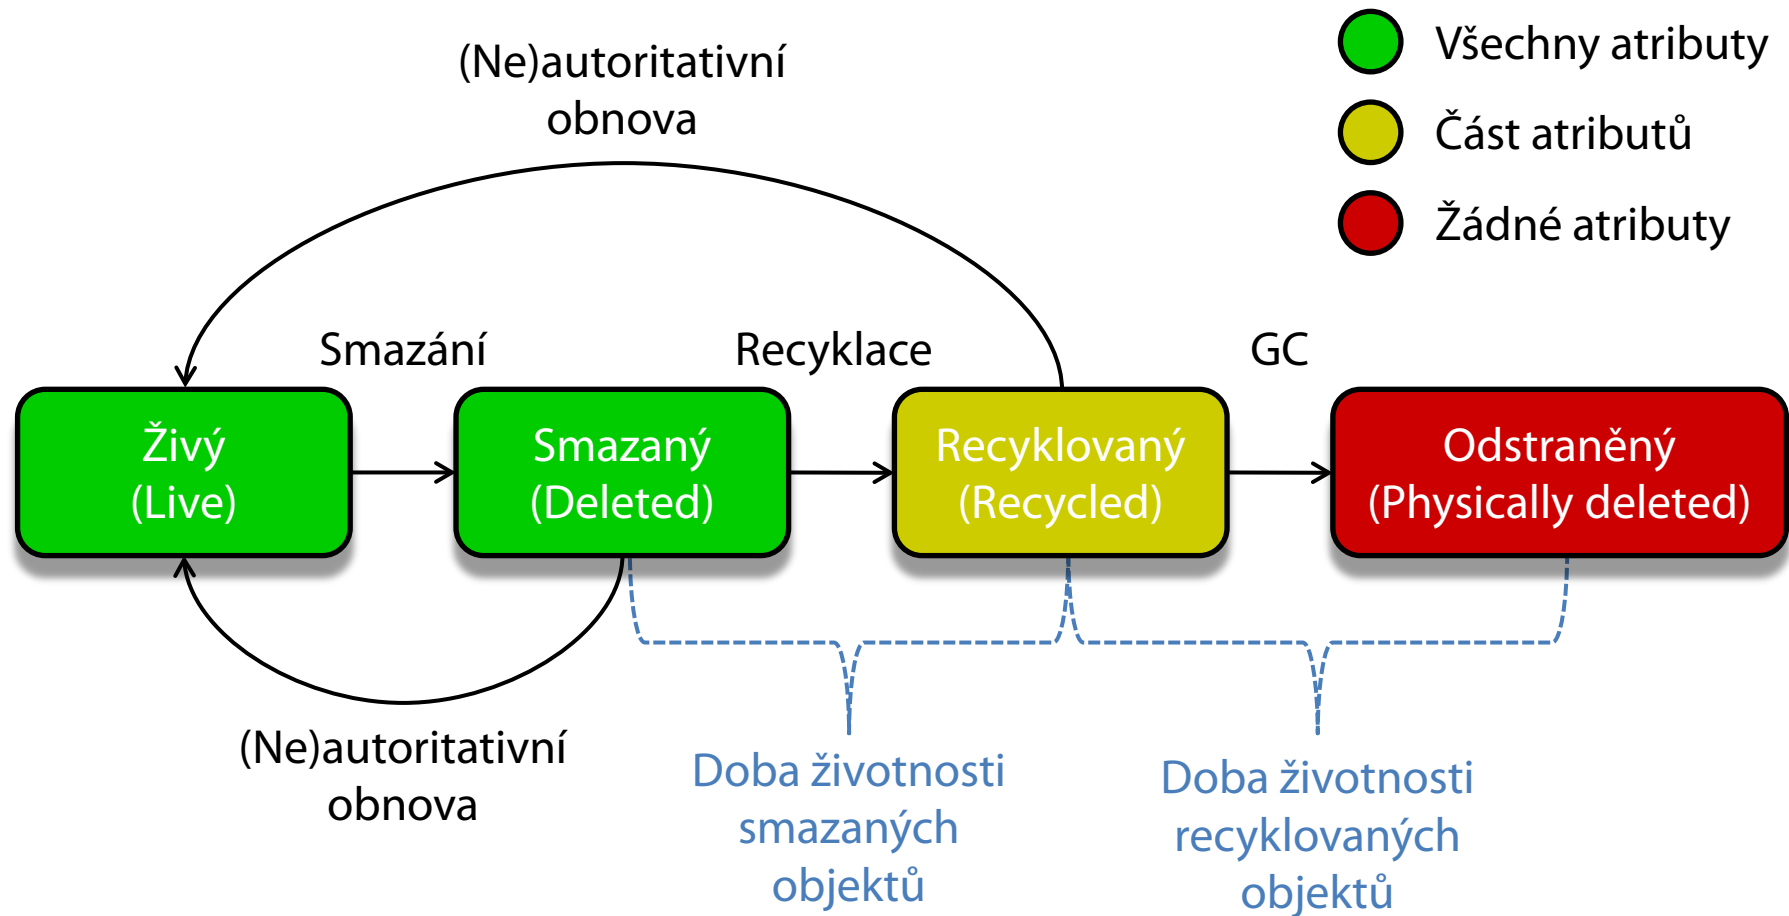 Všechny atributy
Část atributů
Žádné atributy
(Ne)autoritativní
obnova
Smazání
Recyklace
GC
Živý
(Live)
Smazaný
(Deleted)
Recyklovaný
(Recycled)
Odstraněný
(Physically deleted)
(Ne)autoritativní
obnova
Doba životnosti
smazaných
objektů
Doba životnosti
recyklovaných
objektů